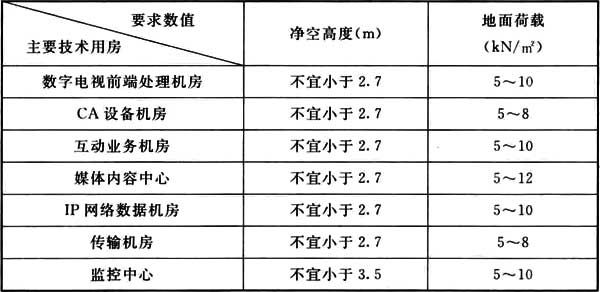 要求数值
主要技术用房
净空高度(m)
地面荷载
(kN/㎡)
数字电视前端处理机房 不宜小于 2.7 5～10
CA 设备机房 不宜小于 2.7 5～8
互动业务机房 不宜小于 2.7 5～10
媒体内容中心 不宜小于 2.7 5～12
IP 网络数据机房 不宜小于 2.7 5～10
传输机房 不宜小于 2.7 5～8
监控中心 不宜小于 3.5 5～10